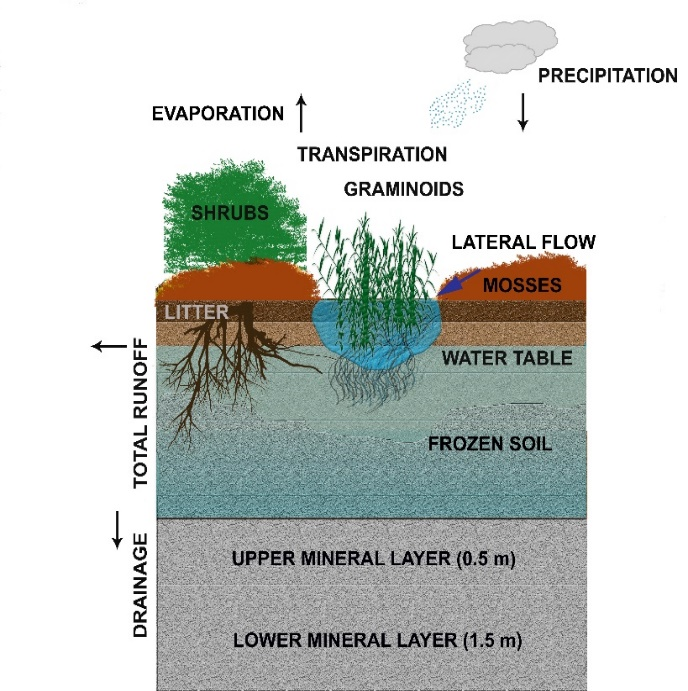 PRECIPITATION
EVAPORATION
TRANSPIRATION
GRAMINOIDS
SHRUBS
LATERAL FLOW
MOSSES
LITTER
WATER TABLE
TOTAL RUNOFF
FROZEN SOIL
DRAINAGE
UPPER MINERAL LAYER (0.5 m)
LOWER MINERAL LAYER (1.5 m)